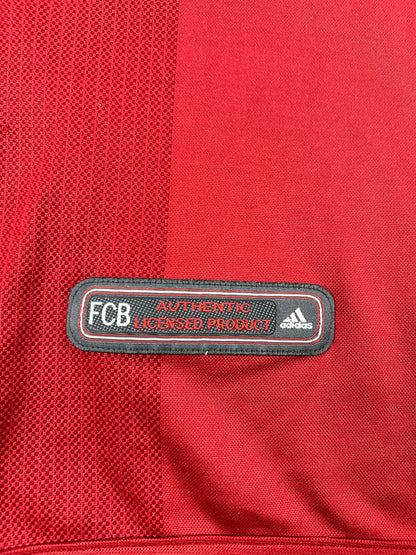 FCB
AUTHENTIC
LICENSED PRODUCT
adidas